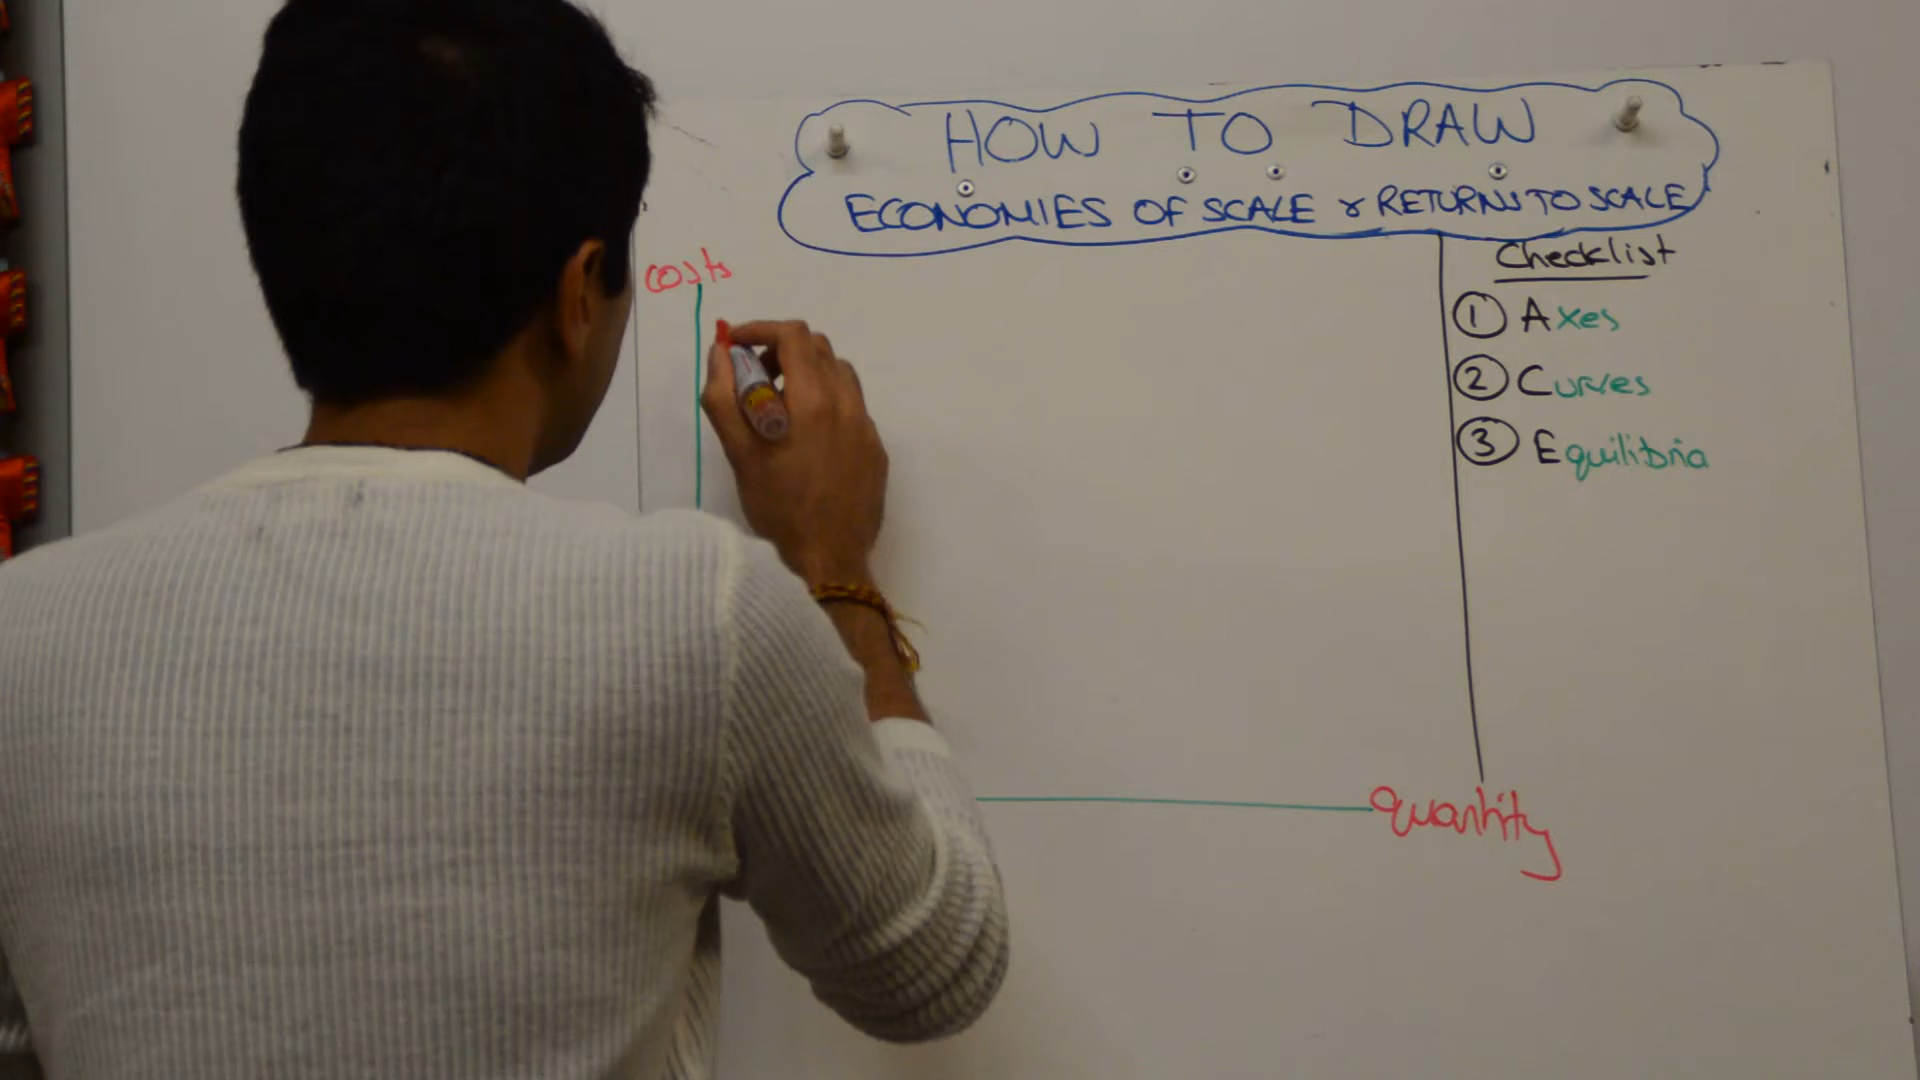 HOW TO DRAW
ECONOMIES OF SCALE & RETURNS TO SCALE
Checklist
costs
1 Axes
2 Curves
3 Equilibria
quantity